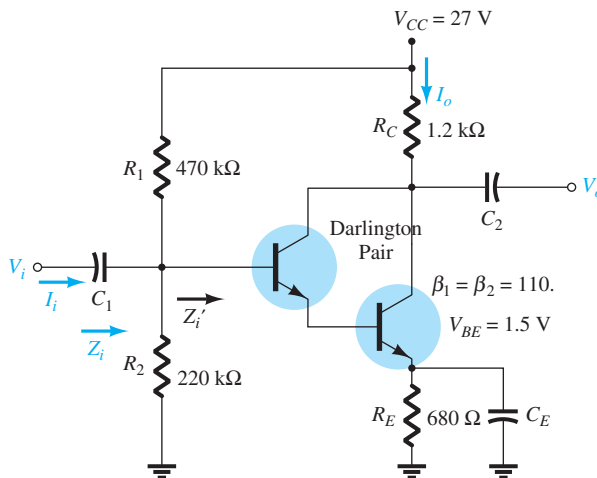 V_CC = 27 V
I_o
R_C 1.2 kΩ
R_1 470 kΩ
C_2
Darlington
Pair
V_i
I_i
C_1
Z_i′
Z_i
β_1 = β_2 = 110.
V_BE = 1.5 V
R_2 220 kΩ
R_E 680 Ω
C_E